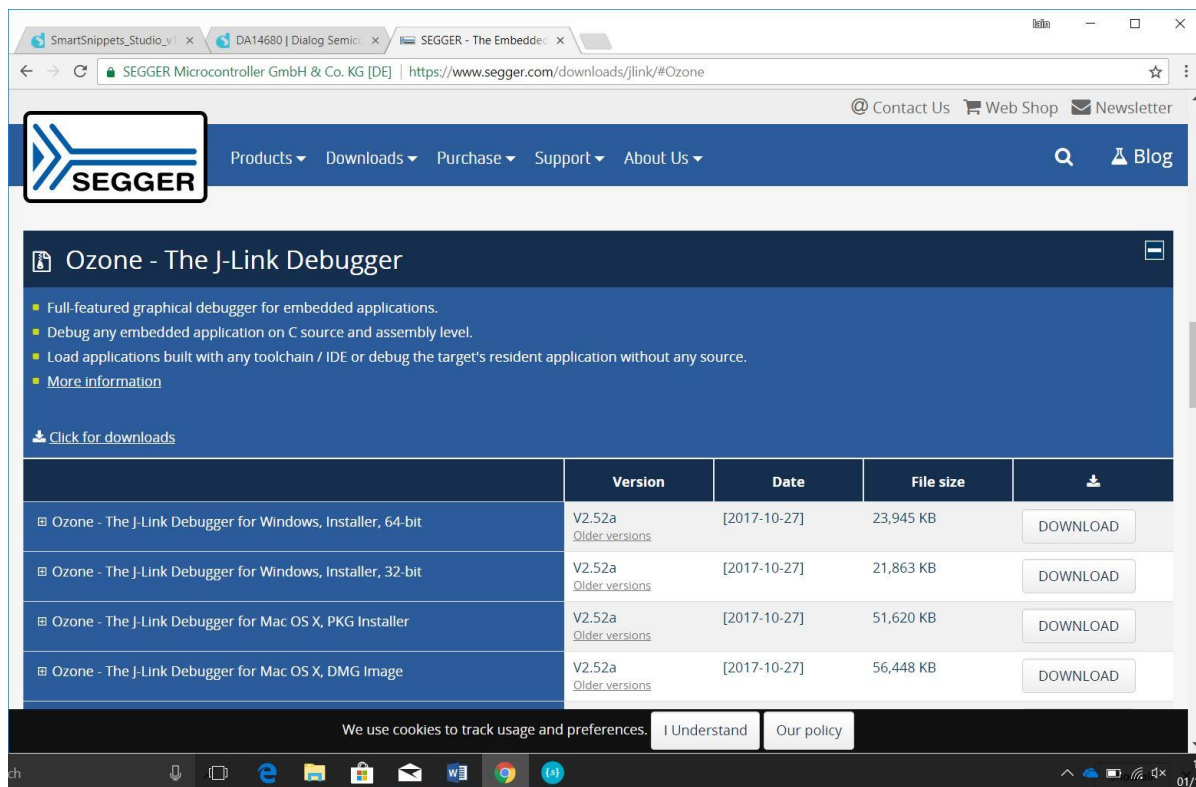 Iain
SmartSnippets_Studio_v1
DA14680 | Dialog Semic
SEGGER - The Embedded
SEGGER Microcontroller GmbH & Co. KG [DE] | https://www.segger.com/downloads/jlink/#Ozone
@ Contact Us Web Shop Newsletter
SEGGER
Products Downloads Purchase Support About Us Blog
Ozone - The J-Link Debugger
Full-featured graphical debugger for embedded applications.
Debug any embedded application on C source and assembly level.
Load applications built with any toolchain / IDE or debug the target's resident application without any source.
More information
Click for downloads
Version Date File size
Ozone - The J-Link Debugger for Windows, Installer, 64-bit V2.52a [2017-10-27] 23,945 KB DOWNLOAD
Older versions
Ozone - The J-Link Debugger for Windows, Installer, 32-bit V2.52a [2017-10-27] 21,863 KB DOWNLOAD
Older versions
Ozone - The J-Link Debugger for Mac OS X, PKG Installer V2.52a [2017-10-27] 51,620 KB DOWNLOAD
Older versions
Ozone - The J-Link Debugger for Mac OS X, DMG Image V2.52a [2017-10-27] 56,448 KB DOWNLOAD
Older versions
We use cookies to track usage and preferences. I Understand Our policy
ch
01/